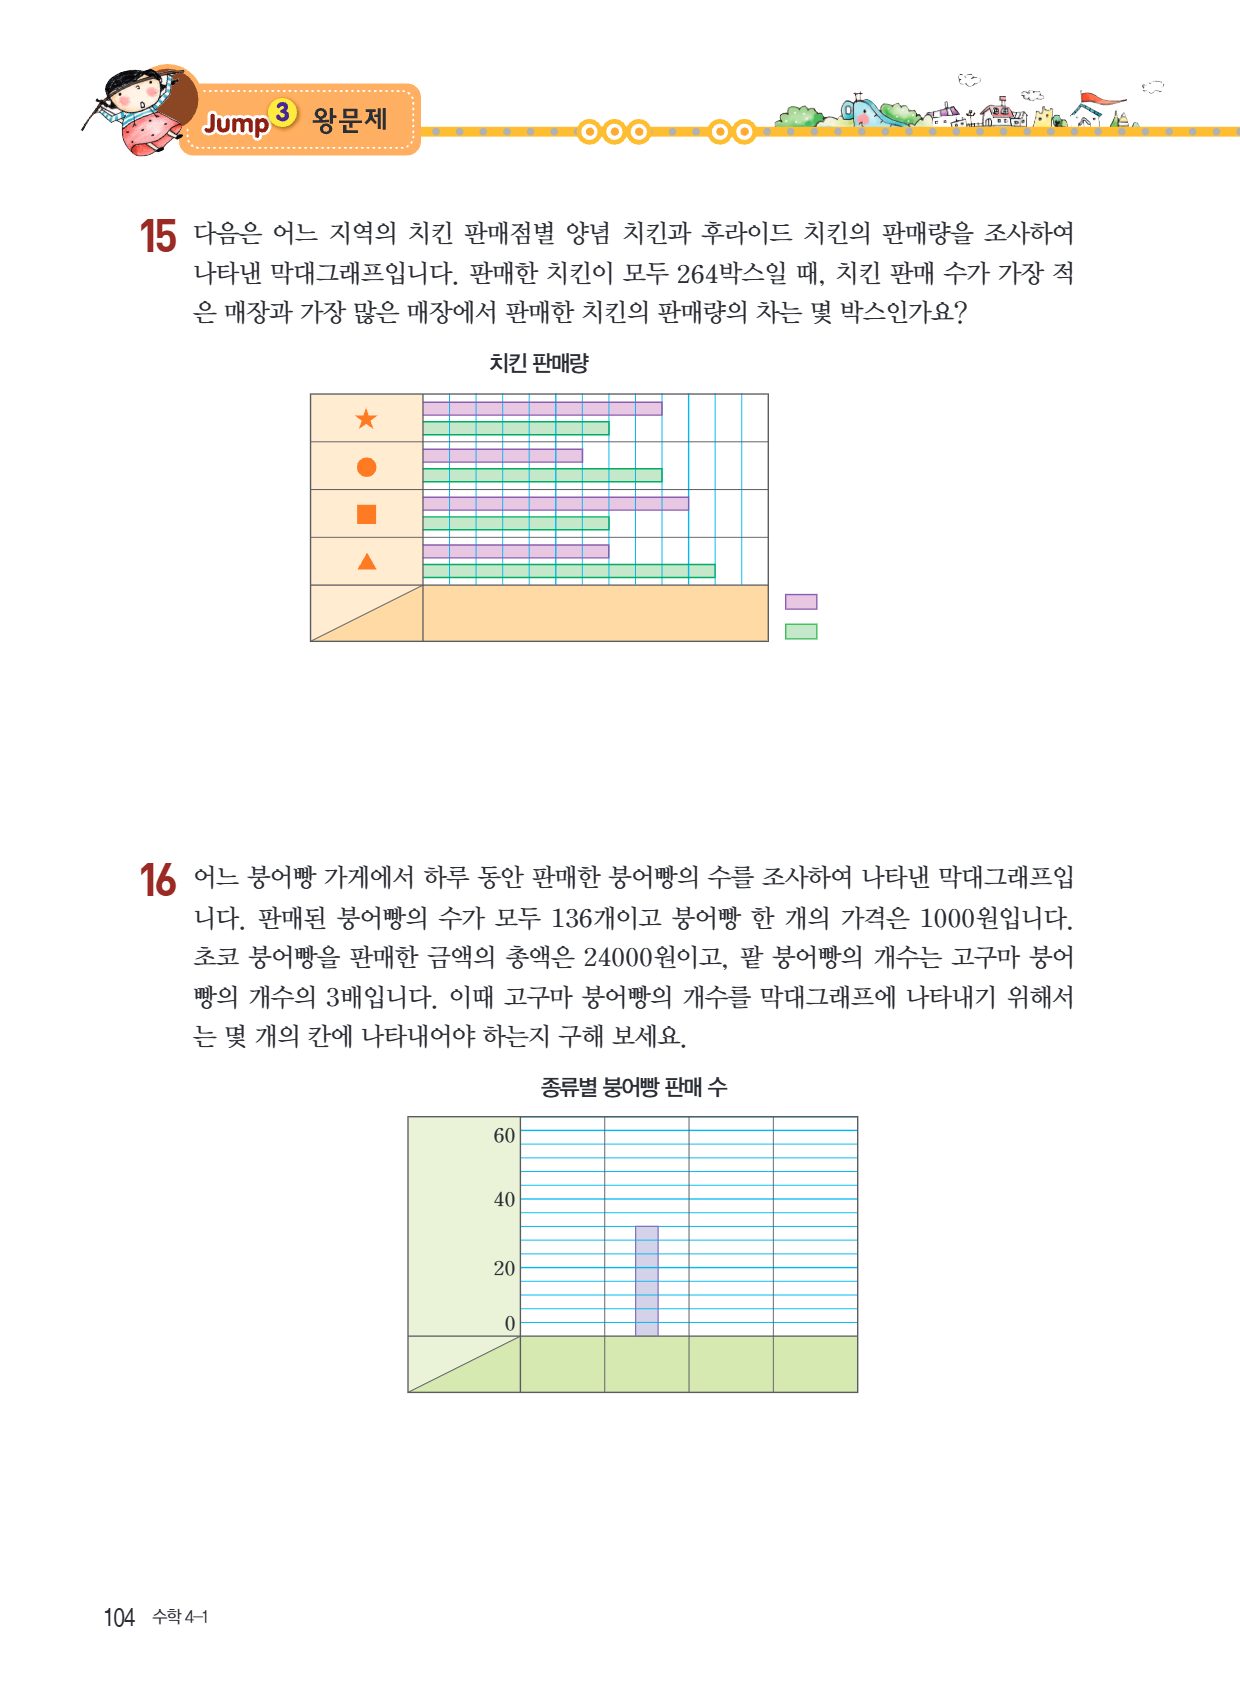 Jump 3 왕문제
15 다음은 어느 지역의 치킨 판매점별 양념 치킨과 후라이드 치킨의 판매량을 조사하여
나타낸 막대그래프입니다. 판매한 치킨이 모두 264박스일 때, 치킨 판매 수가 가장 적
은 매장과 가장 많은 매장에서 판매한 치킨의 판매량의 차는 몇 박스인가요?
치킨 판매량
16 어느 붕어빵 가게에서 하루 동안 판매한 붕어빵의 수를 조사하여 나타낸 막대그래프입
니다. 판매된 붕어빵의 수가 모두 136개이고 붕어빵 한 개의 가격은 1000원입니다.
초코 붕어빵을 판매한 금액의 총액은 24000원이고, 팥 붕어빵의 개수는 고구마 붕어
빵의 개수의 3배입니다. 이때 고구마 붕어빵의 개수를 막대그래프에 나타내기 위해서
는 몇 개의 칸에 나타내어야 하는지 구해 보세요.
종류별 붕어빵 판매 수
60
40
20
0
104 수학 4-1